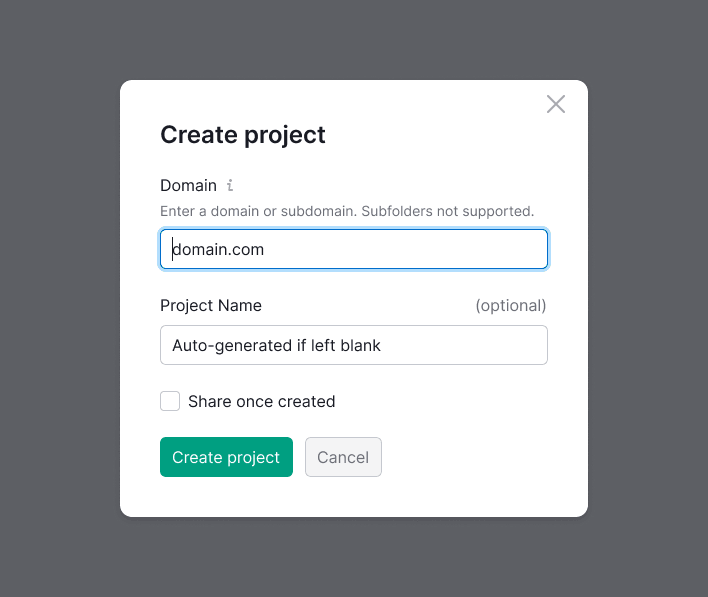 Create project
Domain i
Enter a domain or subdomain. Subfolders not supported.
domain.com
Project Name (optional)
Auto-generated if left blank
Share once created
Create project Cancel